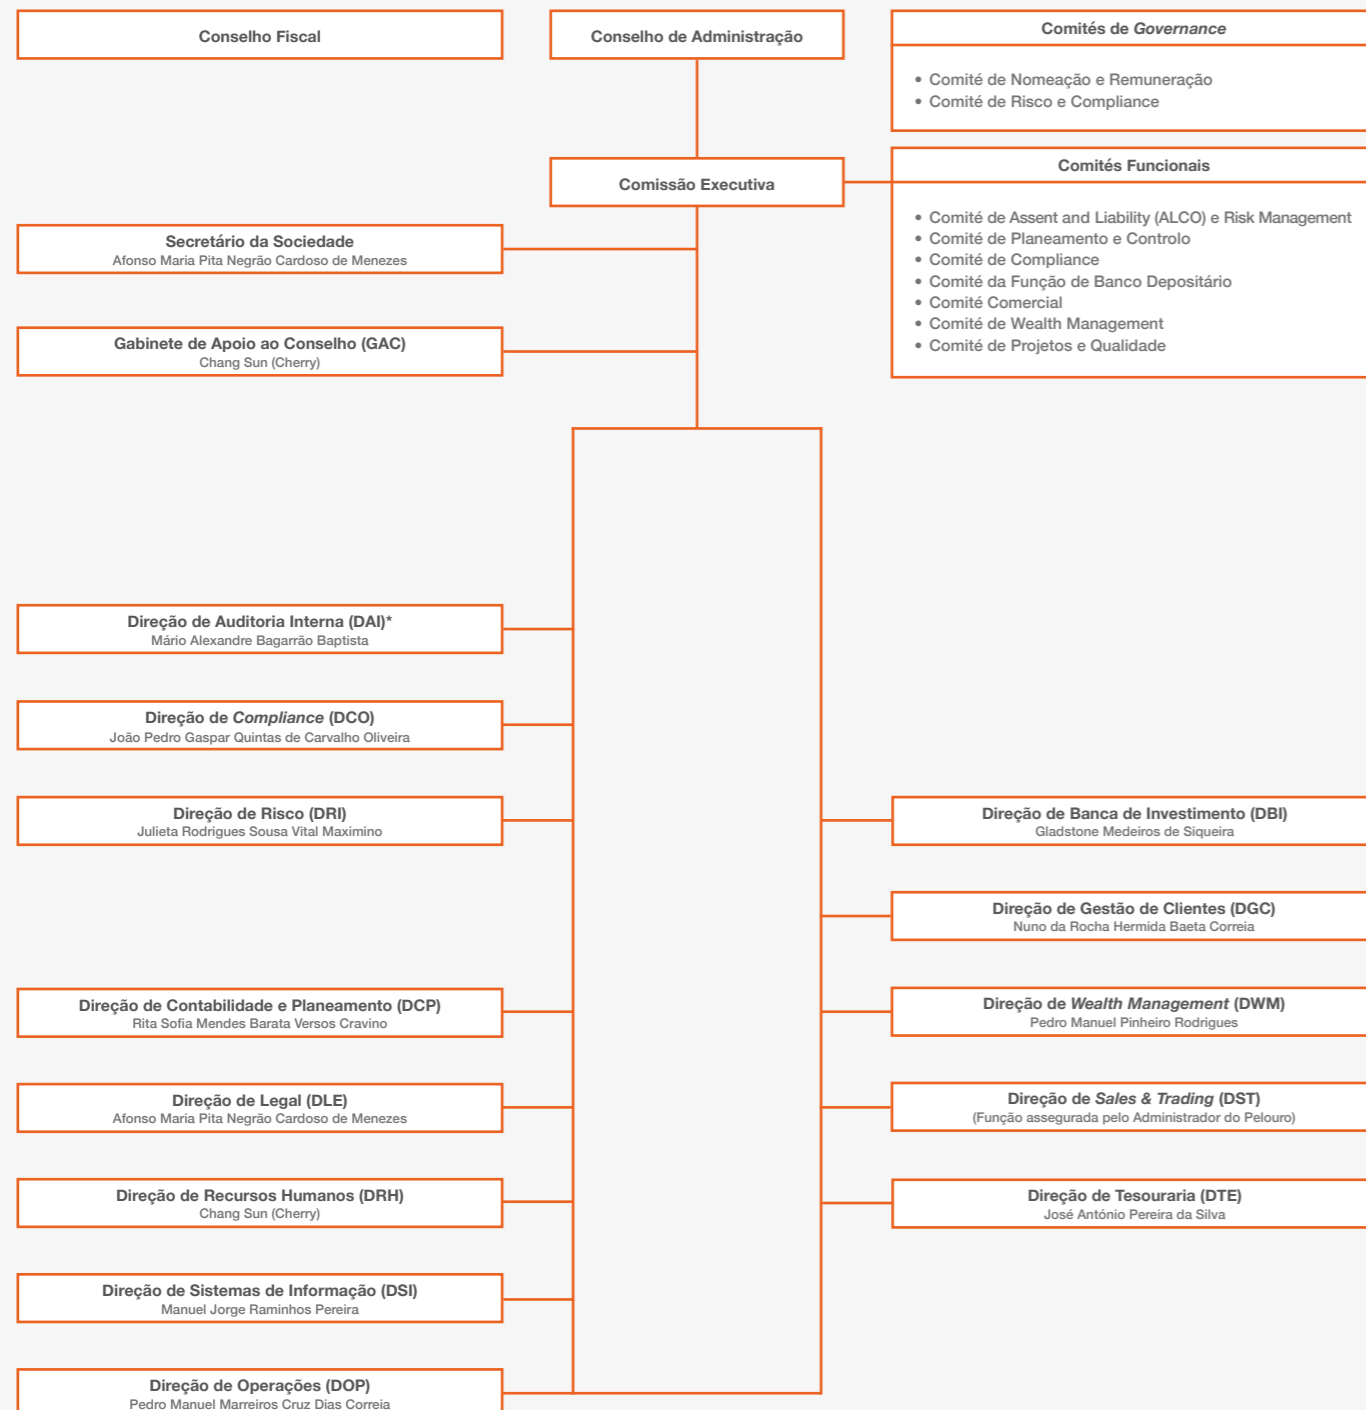 Conselho Fiscal
Conselho de Administração
Comités de Governance
• Comité de Nomeação e Remuneração
• Comité de Risco e Compliance
Comissão Executiva
Comités Funcionais
• Comité de Assent and Liability (ALCO) e Risk Management
• Comité de Planeamento e Controlo
• Comité de Compliance
• Comité da Função de Banco Depositário
• Comité Comercial
• Comité de Wealth Management
• Comité de Projetos e Qualidade
Secretário da Sociedade
Afonso Maria Pita Negrão Cardoso de Menezes
Gabinete de Apoio ao Conselho (GAC)
Chang Sun (Cherry)
Direção de Auditoria Interna (DAI)*
Mário Alexandre Bagarrão Baptista
Direção de Compliance (DCO)
João Pedro Gaspar Quintas de Carvalho Oliveira
Direção de Risco (DRI)
Julieta Rodrigues Sousa Vital Maximino
Direção de Banca de Investimento (DBI)
Gladstone Medeiros de Siqueira
Direção de Gestão de Clientes (DGC)
Nuno da Rocha Hermida Baeta Correia
Direção de Contabilidade e Planeamento (DCP)
Rita Sofia Mendes Barata Versos Cravino
Direção de Wealth Management (DWM)
Pedro Manuel Pinheiro Rodrigues
Direção de Legal (DLE)
Afonso Maria Pita Negrão Cardoso de Menezes
Direção de Sales & Trading (DST)
(Função assegurada pelo Administrador do Pelouro)
Direção de Recursos Humanos (DRH)
Chang Sun (Cherry)
Direção de Tesouraria (DTE)
José António Pereira da Silva
Direção de Sistemas de Informação (DSI)
Manuel Jorge Raminhos Pereira
Direção de Operações (DOP)
Pedro Manuel Marreiros Cruz Dias Correia